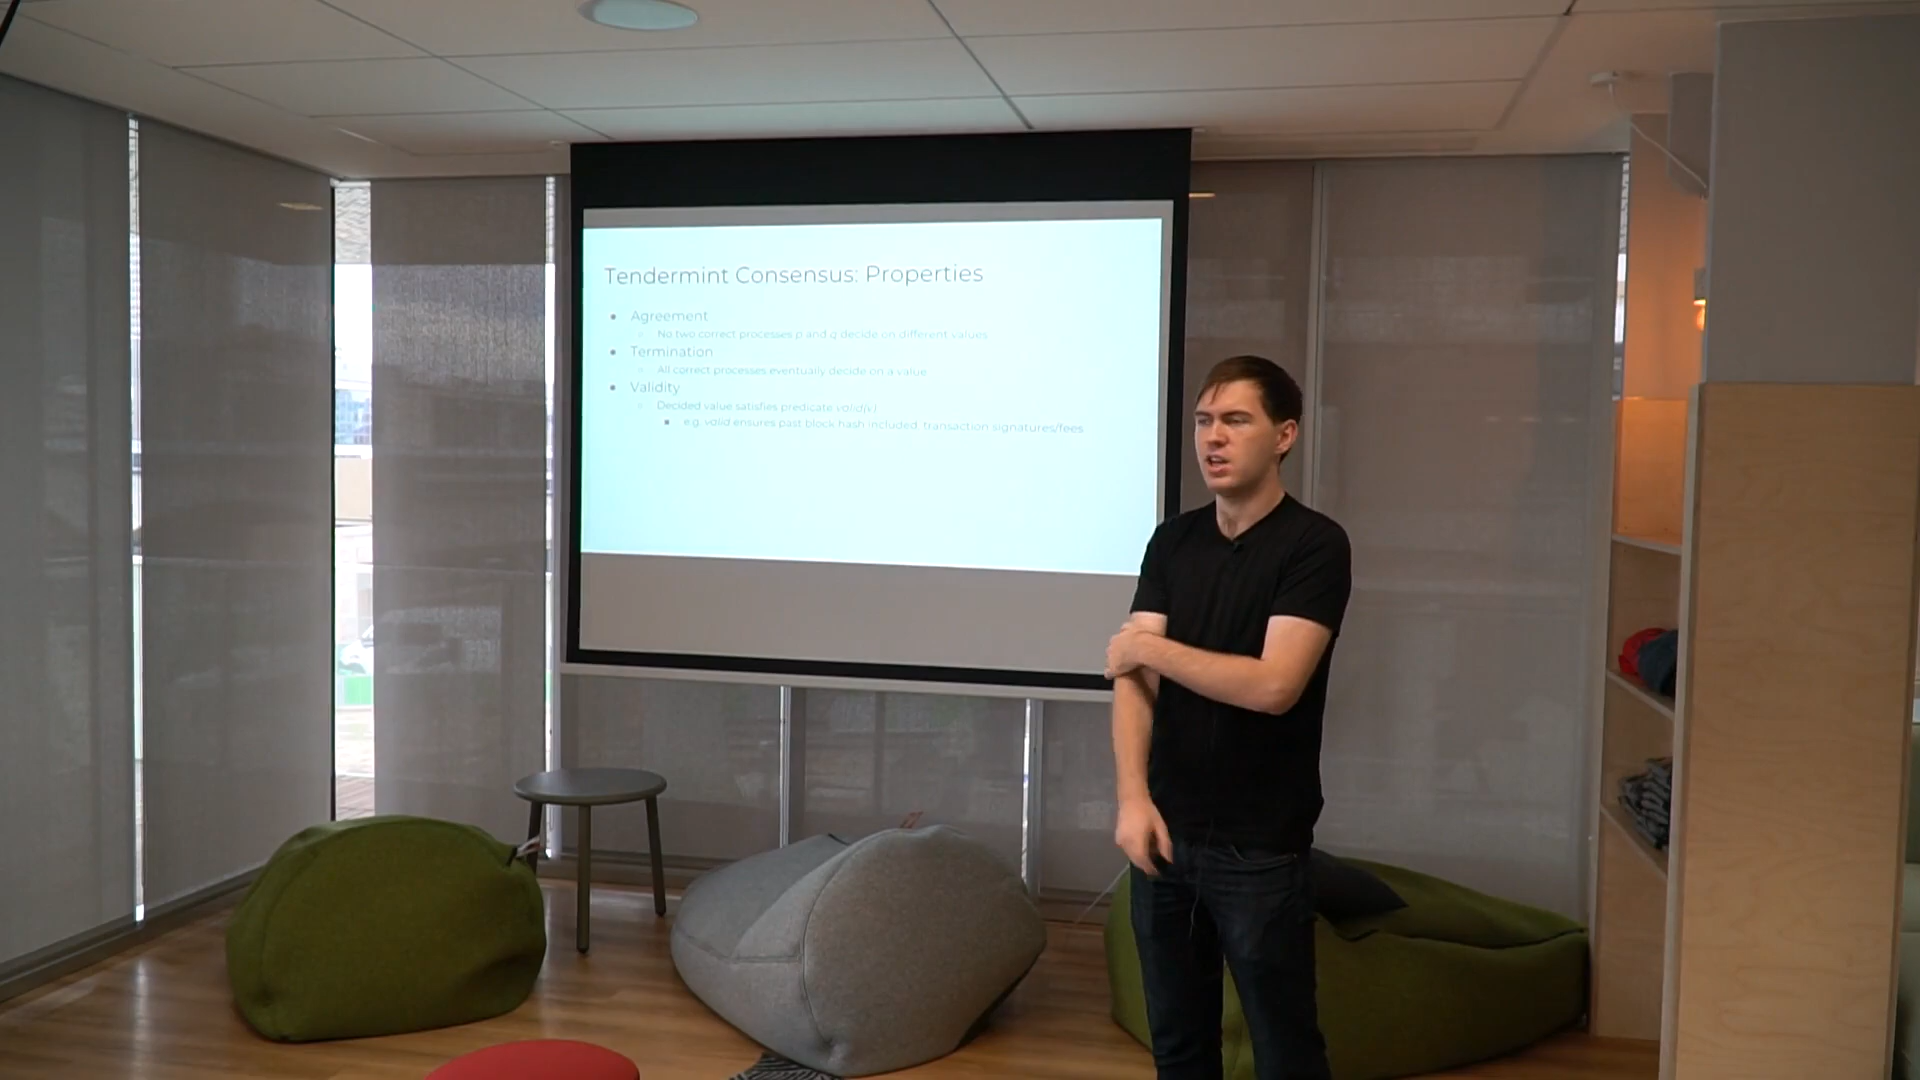 Tendermint Consensus: Properties
Agreement
No two correct processes p and q decide on different values
Termination
All correct processes eventually decide on a value
Validity
Decided value satisfies predicate valid(v)
e.g. valid ensures past block hash included, transaction signatures/fees